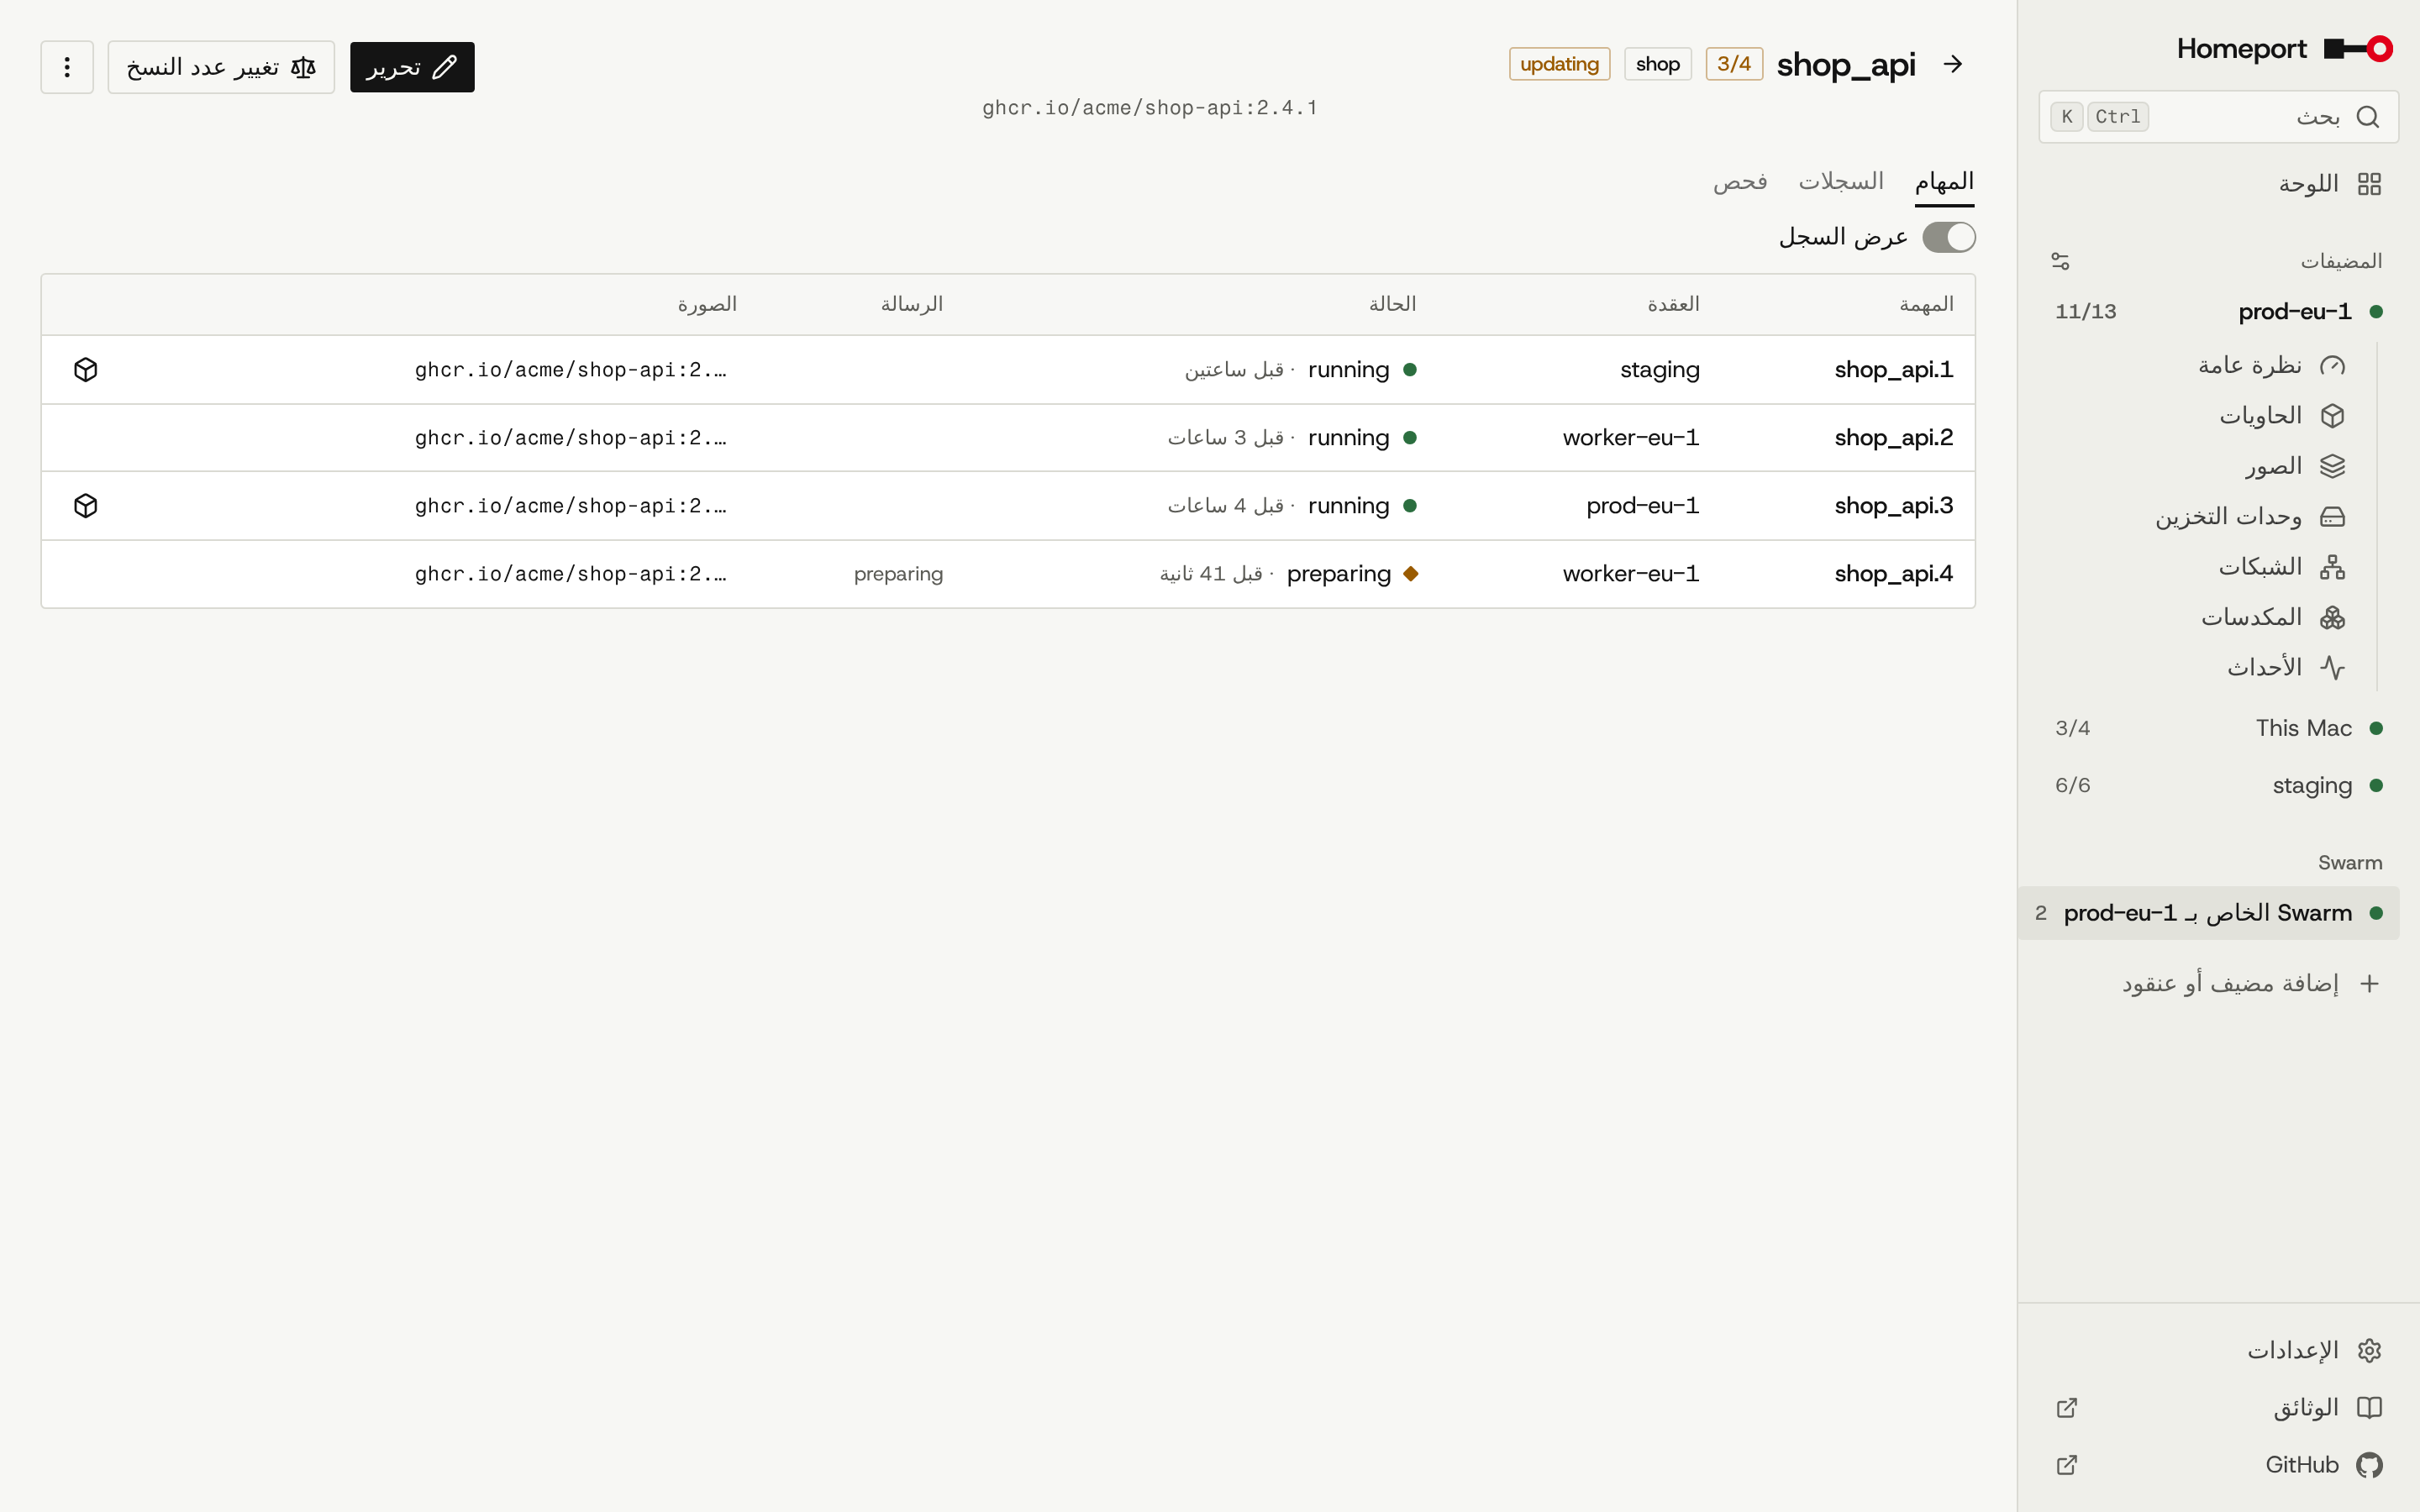 Homeport
بحث
Ctrl K
اللوحة
المضيفات
prod-eu-1 11/13
نظرة عامة
الحاويات
الصور
وحدات التخزين
الشبكات
المكدسات
الأحداث
This Mac 3/4
staging 6/6
Swarm
Swarm الخاص بـ prod-eu-1 2
إضافة مضيف أو عنقود
الإعدادات
الوثائق
GitHub
shop_api 3/4 shop updating
ghcr.io/acme/shop-api:2.4.1
تحرير تغيير عدد النسخ
المهام السجلات فحص
عرض السجل
المهمة العقدة الحالة الرسالة الصورة
shop_api.1 staging running · قبل ساعتين ghcr.io/acme/shop-api:2.…
shop_api.2 worker-eu-1 running · قبل 3 ساعات ghcr.io/acme/shop-api:2.…
shop_api.3 prod-eu-1 running · قبل 4 ساعات ghcr.io/acme/shop-api:2.…
shop_api.4 worker-eu-1 preparing · قبل 41 ثانية preparing ghcr.io/acme/shop-api:2.…